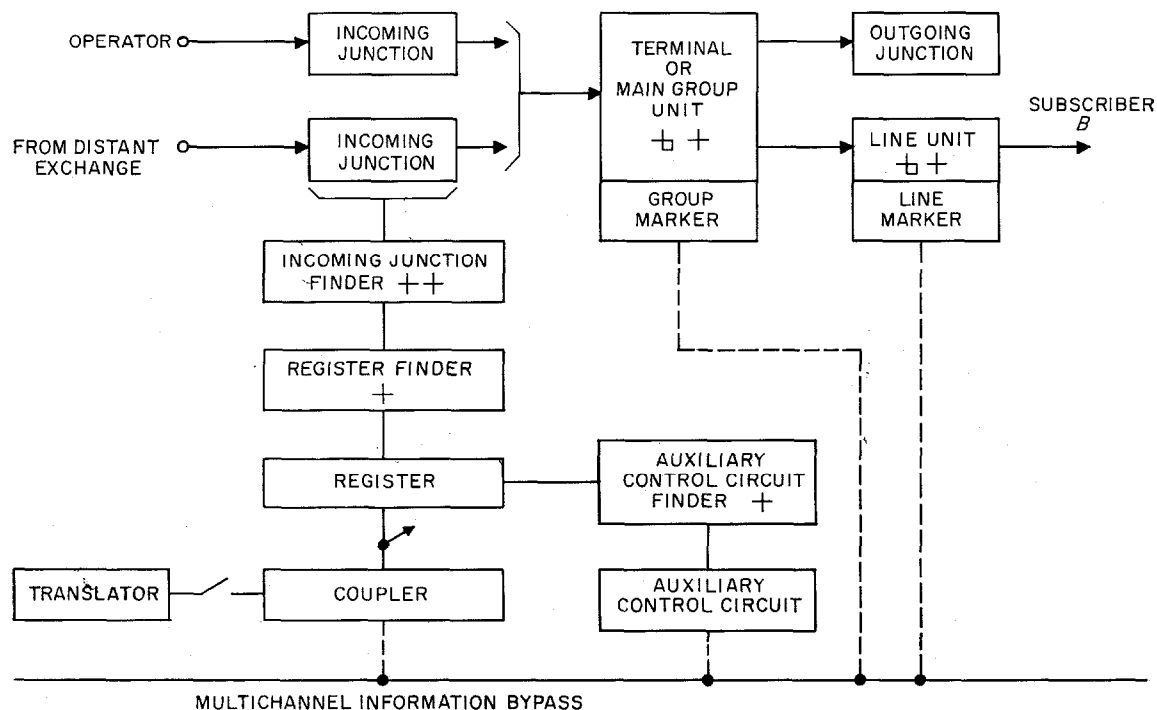 OPERATOR
INCOMING
JUNCTION
TERMINAL
OR
MAIN GROUP
UNIT
OUTGOING
JUNCTION
SUBSCRIBER
B
FROM DISTANT
EXCHANGE
INCOMING
JUNCTION
LINE UNIT
GROUP
MARKER
LINE
MARKER
INCOMING JUNCTION
FINDER
REGISTER FINDER
REGISTER
AUXILIARY
CONTROL CIRCUIT
FINDER
TRANSLATOR
COUPLER
AUXILIARY
CONTROL CIRCUIT
MULTICHANNEL INFORMATION BYPASS